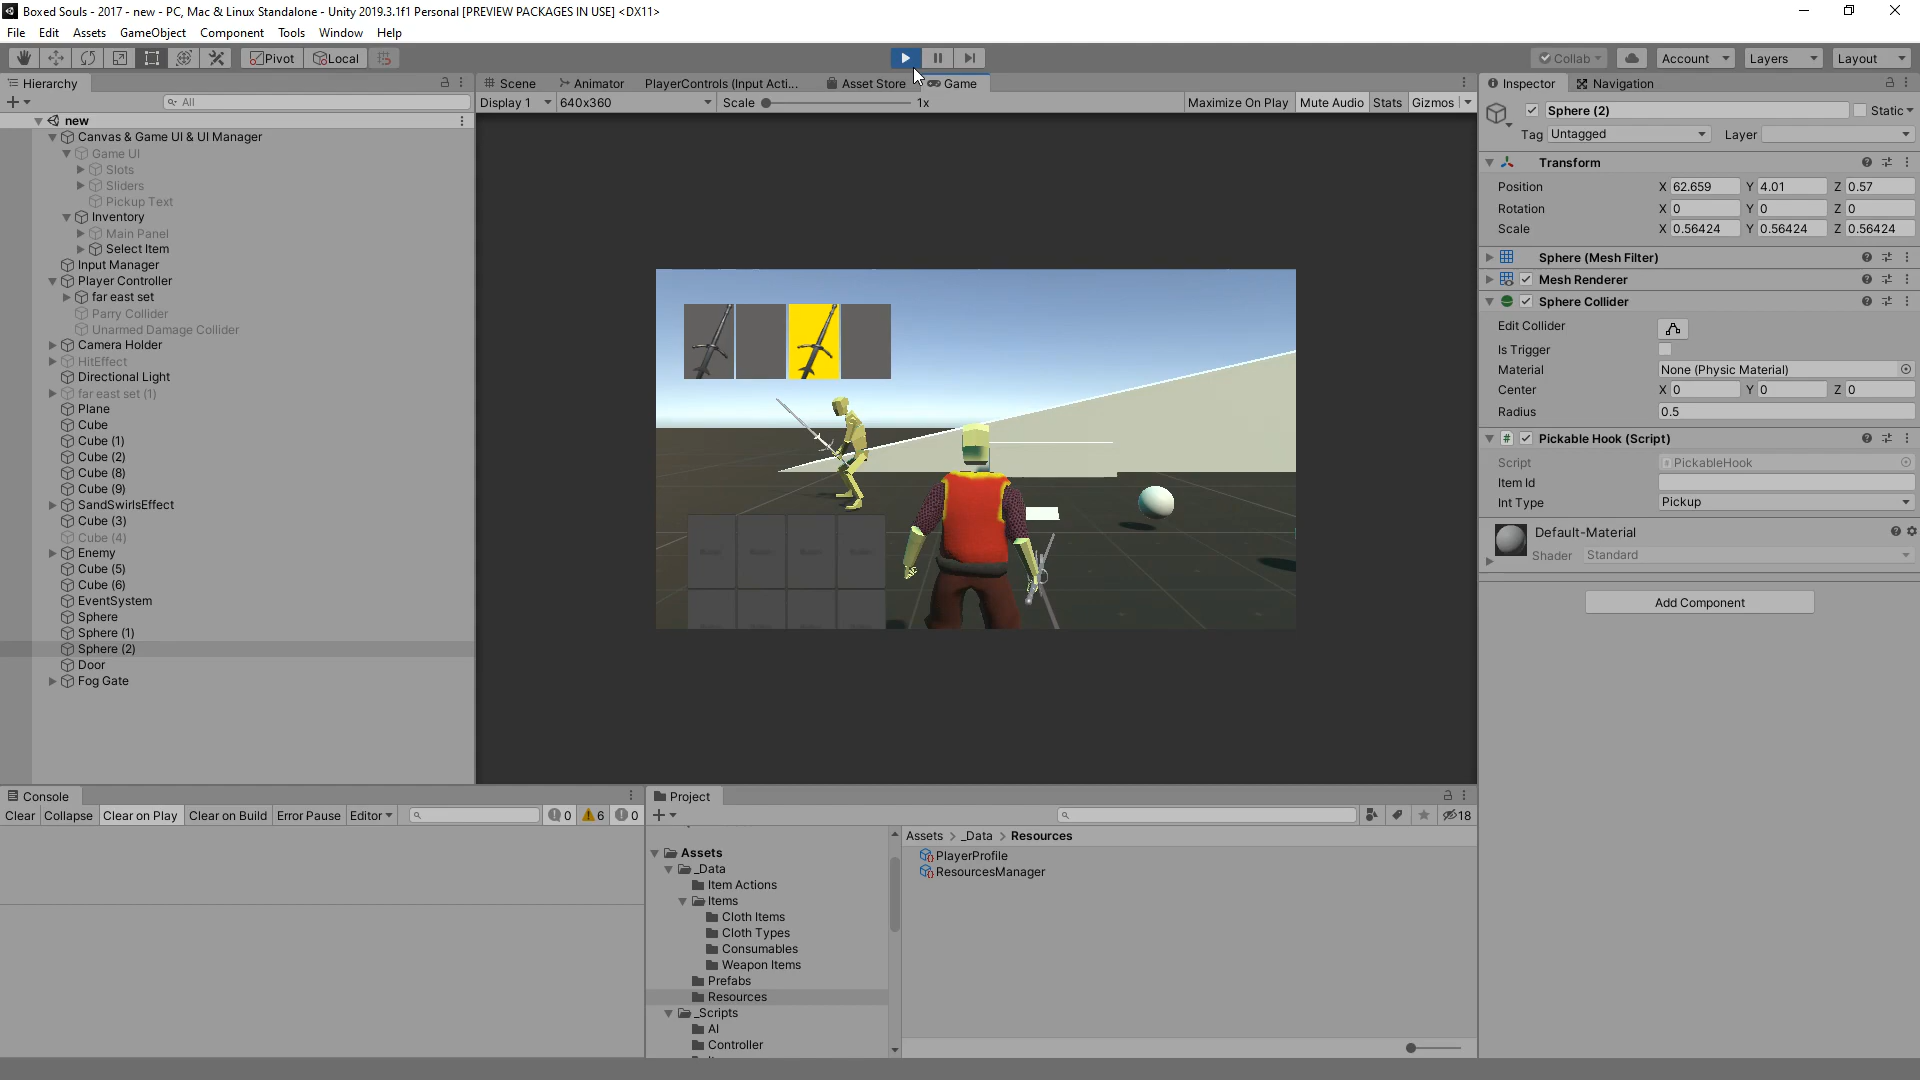 Boxed Souls - 2017 - new - PC, Mac & Linux Standalone - Unity 2019.3.1f1 Personal [PREVIEW PACKAGES IN USE] <DX11>
File Edit Assets GameObject Component Tools Window Help
Pivot Local Collab Account Layers Layout
Hierarchy
All
new
Canvas & Game UI & UI Manager
Game UI
Slots
Sliders
Pickup Text
Inventory
Main Panel
Select Item
Input Manager
Player Controller
far east set
Parry Collider
Unarmed Damage Collider
Camera Holder
HitEffect
Directional Light
far east set (1)
Plane
Cube
Cube (1)
Cube (2)
Cube (8)
Cube (9)
SandSwirlsEffect
Cube (3)
Cube (4)
Enemy
Cube (5)
Cube (6)
EventSystem
Sphere
Sphere (1)
Sphere (2)
Door
Fog Gate
Scene Animator PlayerControls (Input Acti... Asset Store Game
Display 1 640x360 Scale 1x Maximize On Play Mute Audio Stats Gizmos
Inspector Navigation
Sphere (2) Static
Tag Untagged Layer
Transform
Position X 62.659 Y 4.01 Z 0.57
Rotation X 0 Y 0 Z 0
Scale X 0.56424 Y 0.56424 Z 0.56424
Sphere (Mesh Filter)
Mesh Renderer
Sphere Collider
Edit Collider
Is Trigger
Material None (Physic Material)
Center X 0 Y 0 Z 0
Radius 0.5
# Pickable Hook (Script)
Script PickableHook
Item Id
Int Type Pickup
Default-Material
Shader Standard
Add Component
Console
Clear Collapse Clear on Play Clear on Build Error Pause Editor 0 6 0
Project
18
Assets
_Data
Item Actions
Items
Cloth Items
Cloth Types
Consumables
Weapon Items
Prefabs
Resources
_Scripts
AI
Controller
Assets > _Data > Resources
PlayerProfile
ResourcesManager